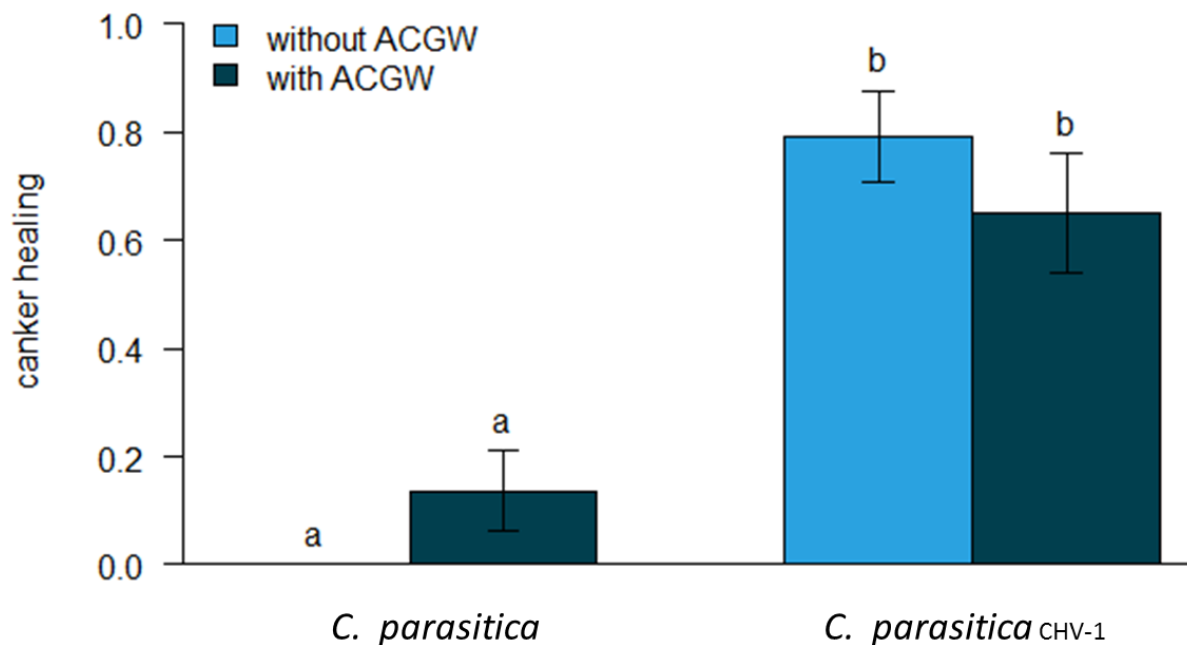 1.0
without ACGW
with ACGW
b
0.8
b
canker healing
0.6
0.4
a
0.2
a
0.0
C. parasitica
C. parasitica CHV-1